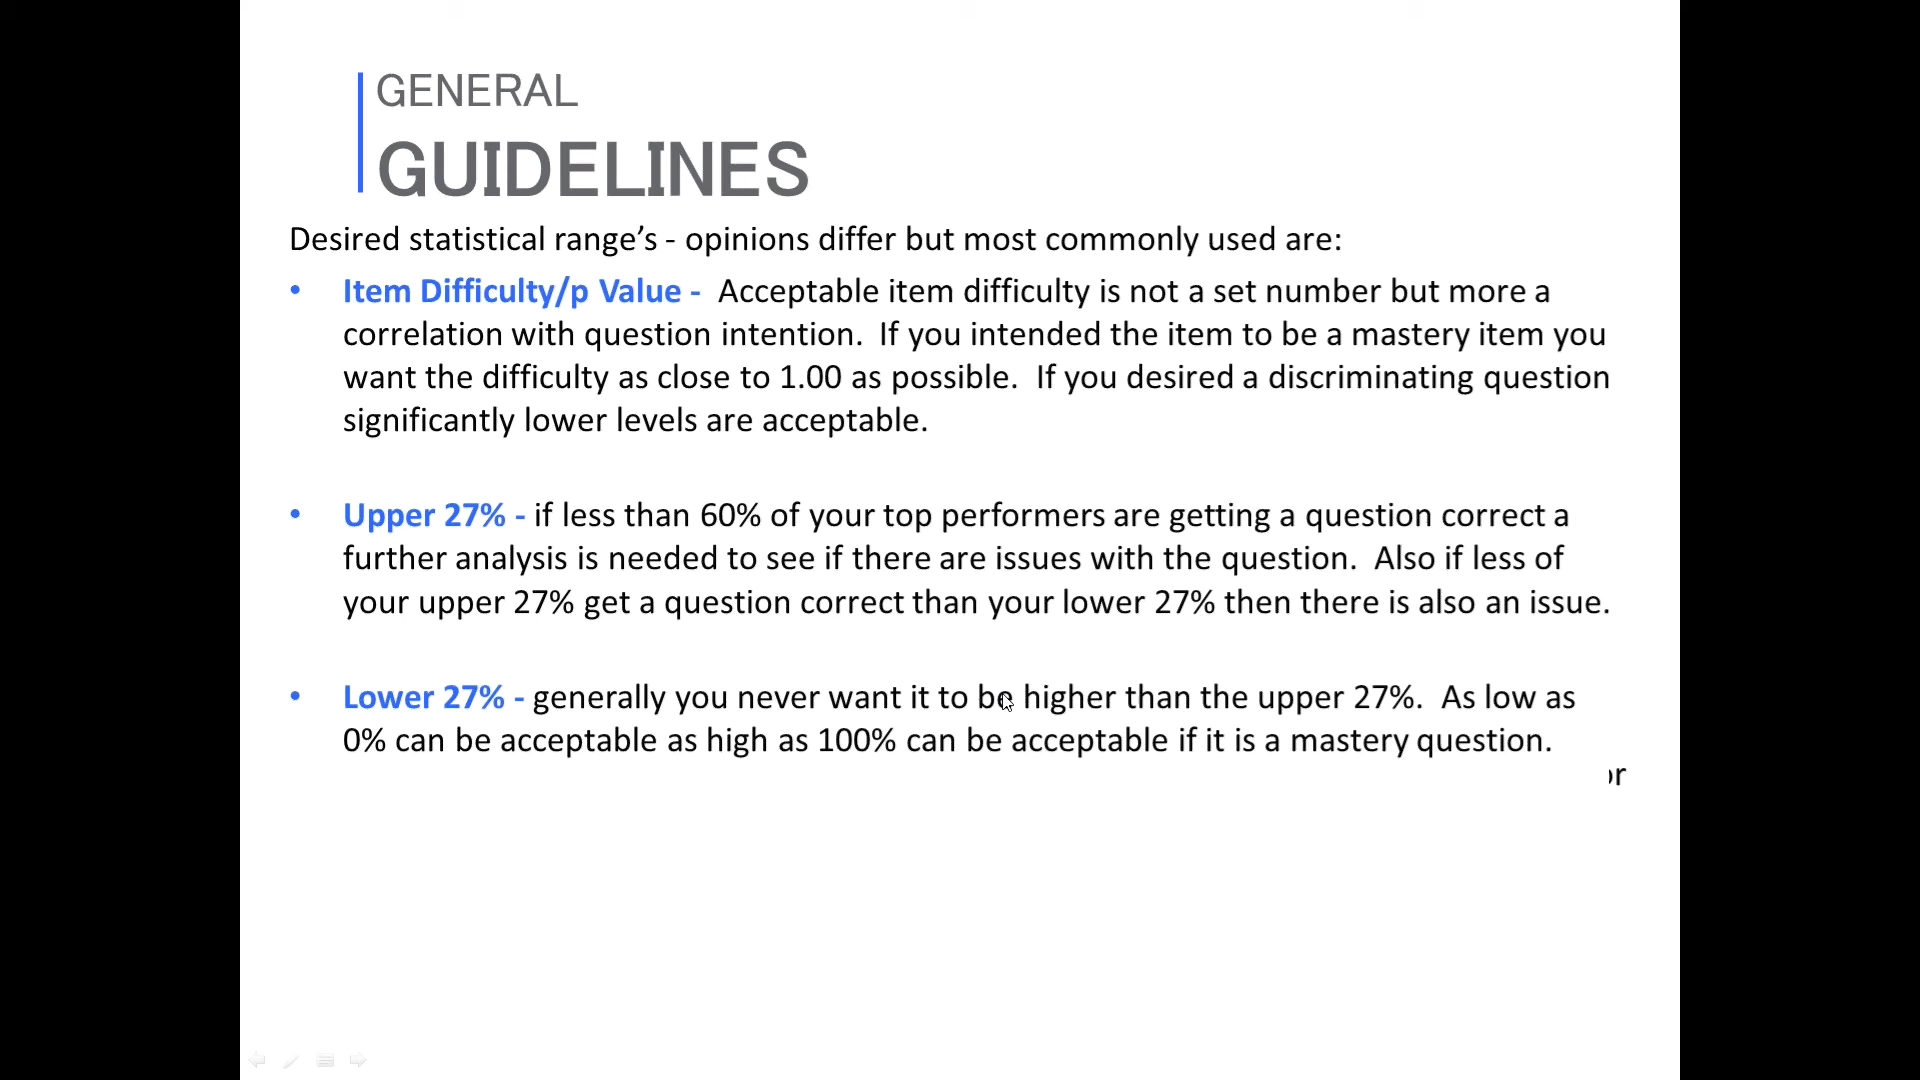 GENERAL
GUIDELINES
Desired statistical range’s - opinions differ but most commonly used are:
• Item Difficulty/p Value - Acceptable item difficulty is not a set number but more a
correlation with question intention. If you intended the item to be a mastery item you
want the difficulty as close to 1.00 as possible. If you desired a discriminating question
significantly lower levels are acceptable.
• Upper 27% - if less than 60% of your top performers are getting a question correct a
further analysis is needed to see if there are issues with the question. Also if less of
your upper 27% get a question correct than your lower 27% then there is also an issue.
• Lower 27% - generally you never want it to be higher than the upper 27%. As low as
0% can be acceptable as high as 100% can be acceptable if it is a mastery question.